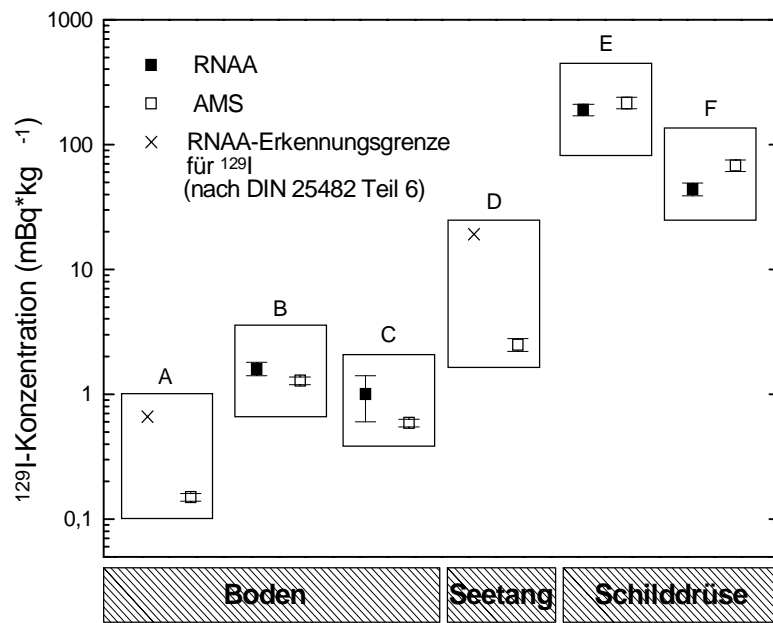 1000
100
10
1
0,1
¹²⁹I-Konzentration (mBq*kg ⁻¹)
RNAA
AMS
RNAA-Erkennungsgrenze
für ¹²⁹I
(nach DIN 25482 Teil 6)
A
B
C
D
E
F
Boden
Seetang
Schilddrüse